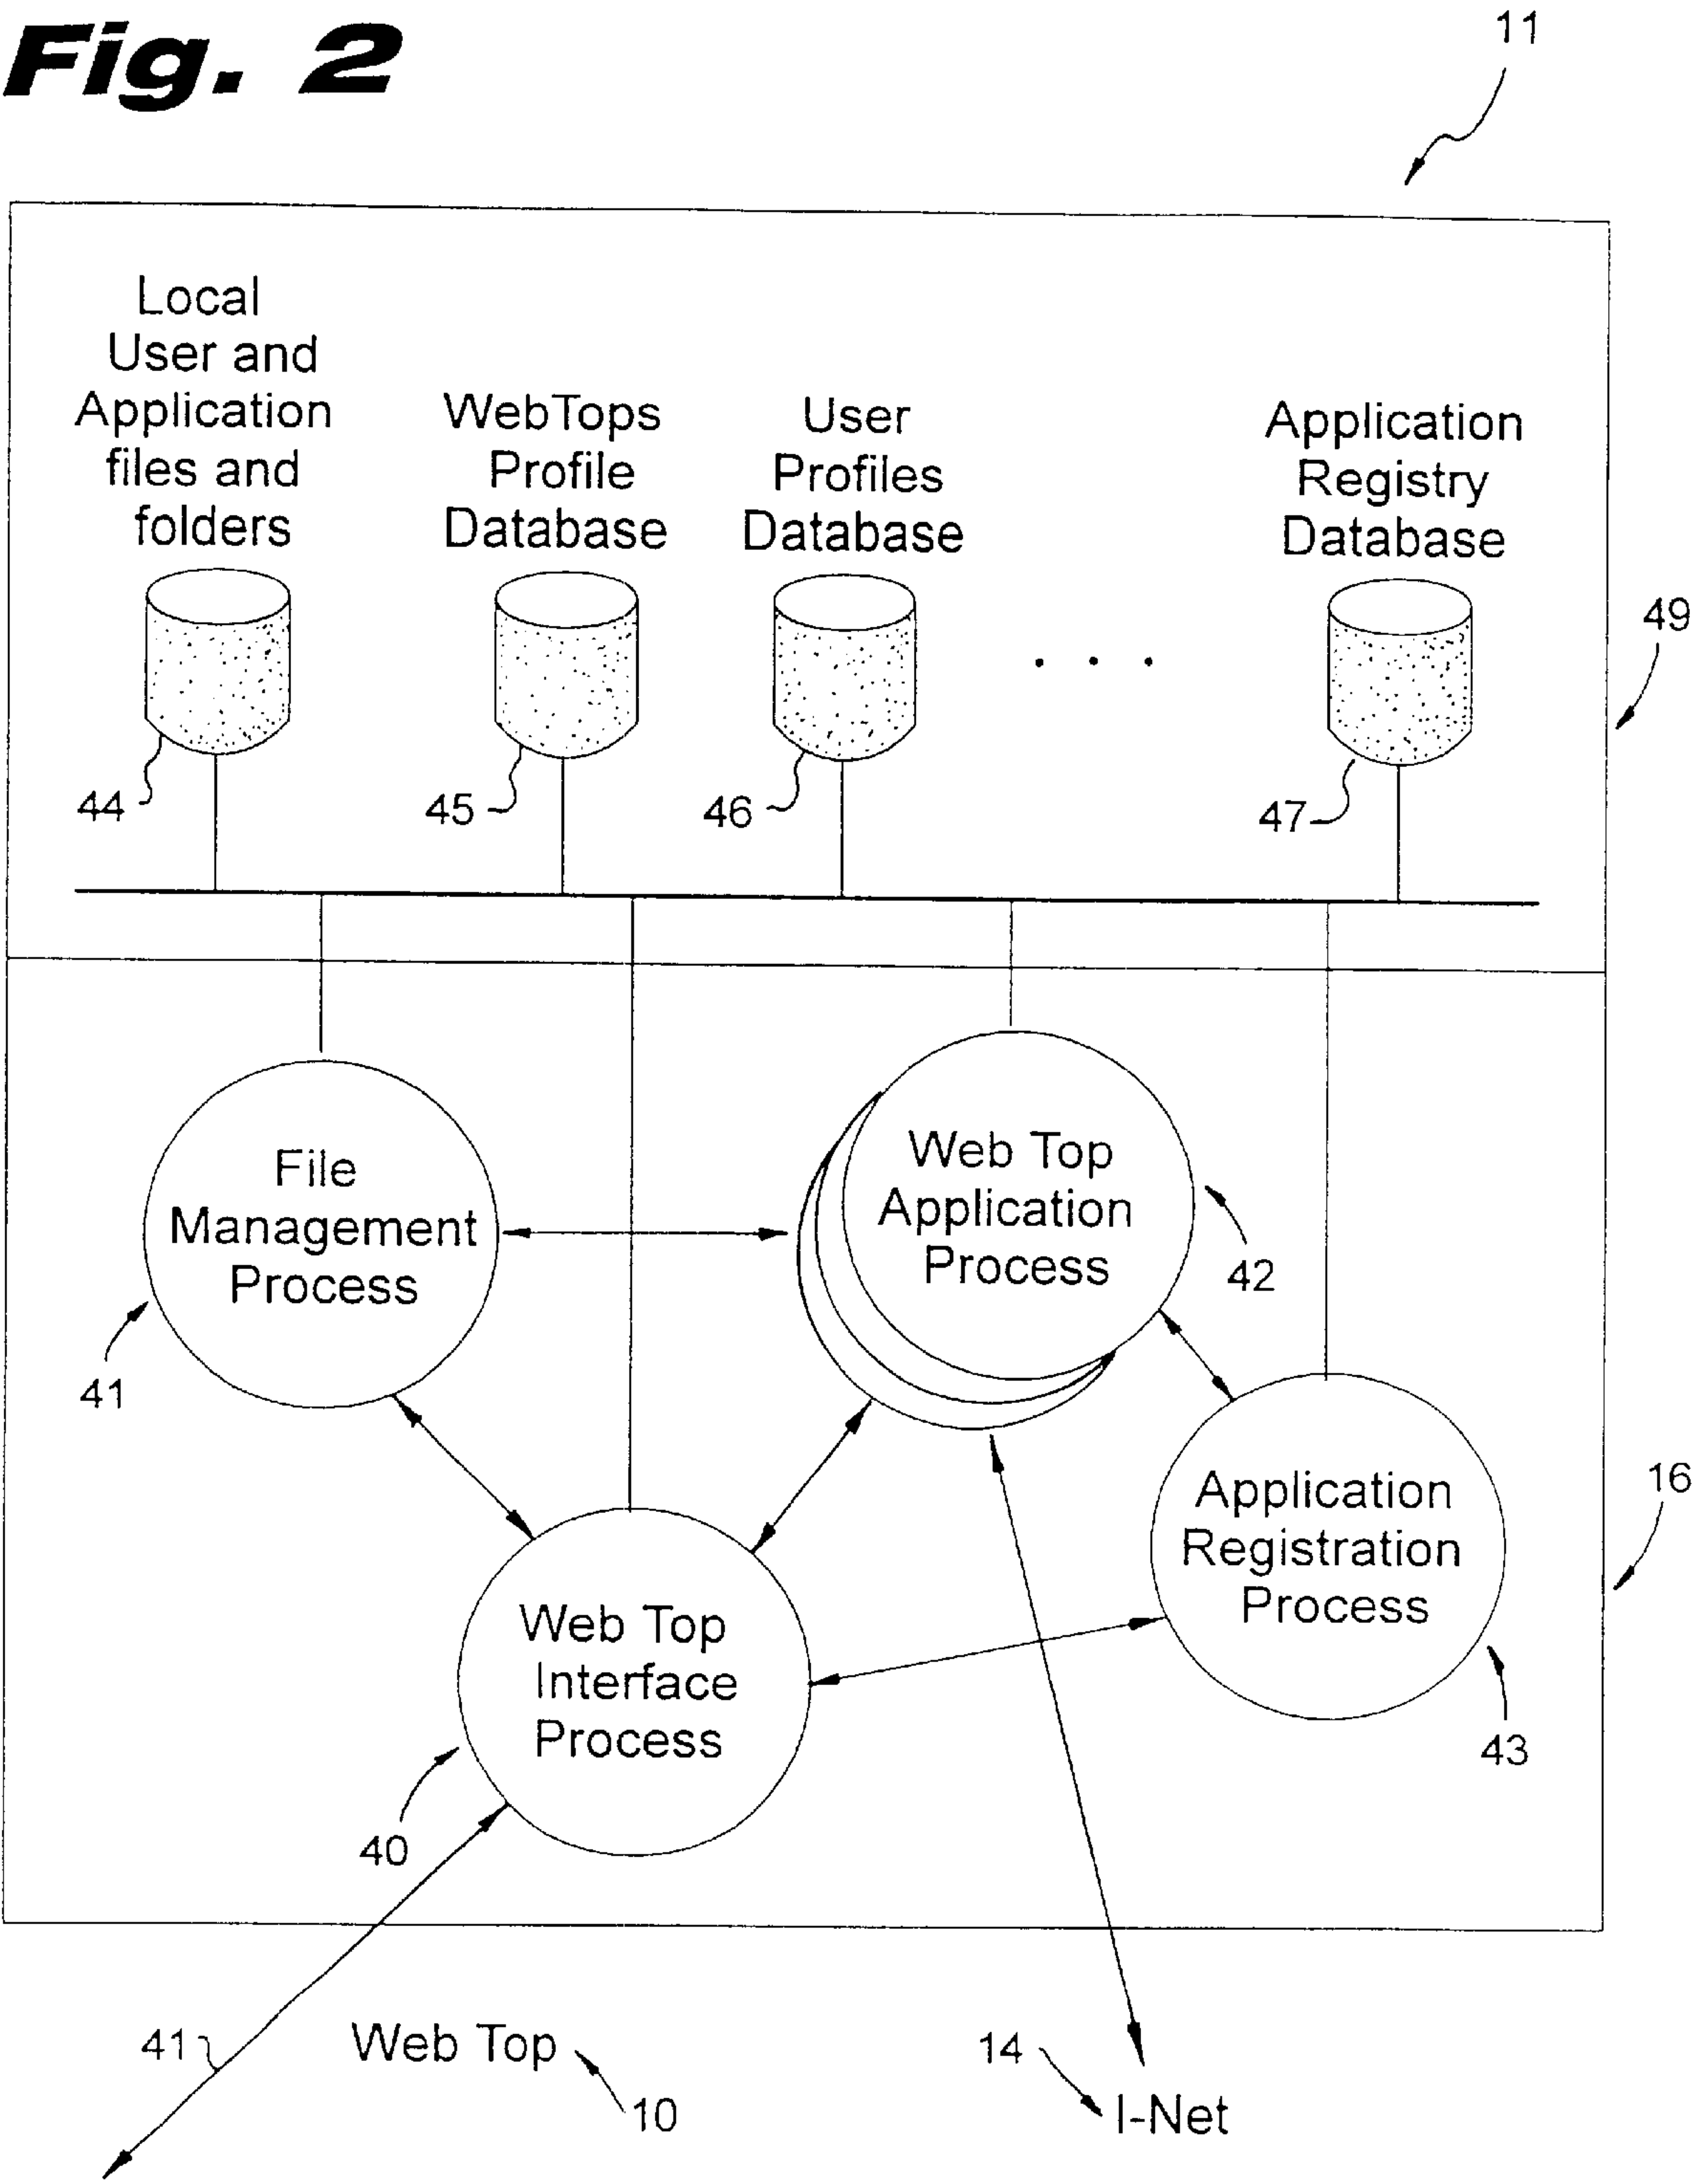 Fig. 2
11
Local
User and
Application
files and
folders
WebTops
Profile
Database
User
Profiles
Database
Application
Registry
Database
49
44
45
46
47
File
Management
Process
41
Web Top
Application
Process
42
Application
Registration
Process
43
16
Web Top
Interface
Process
40
41
Web Top
10
14
I-Net